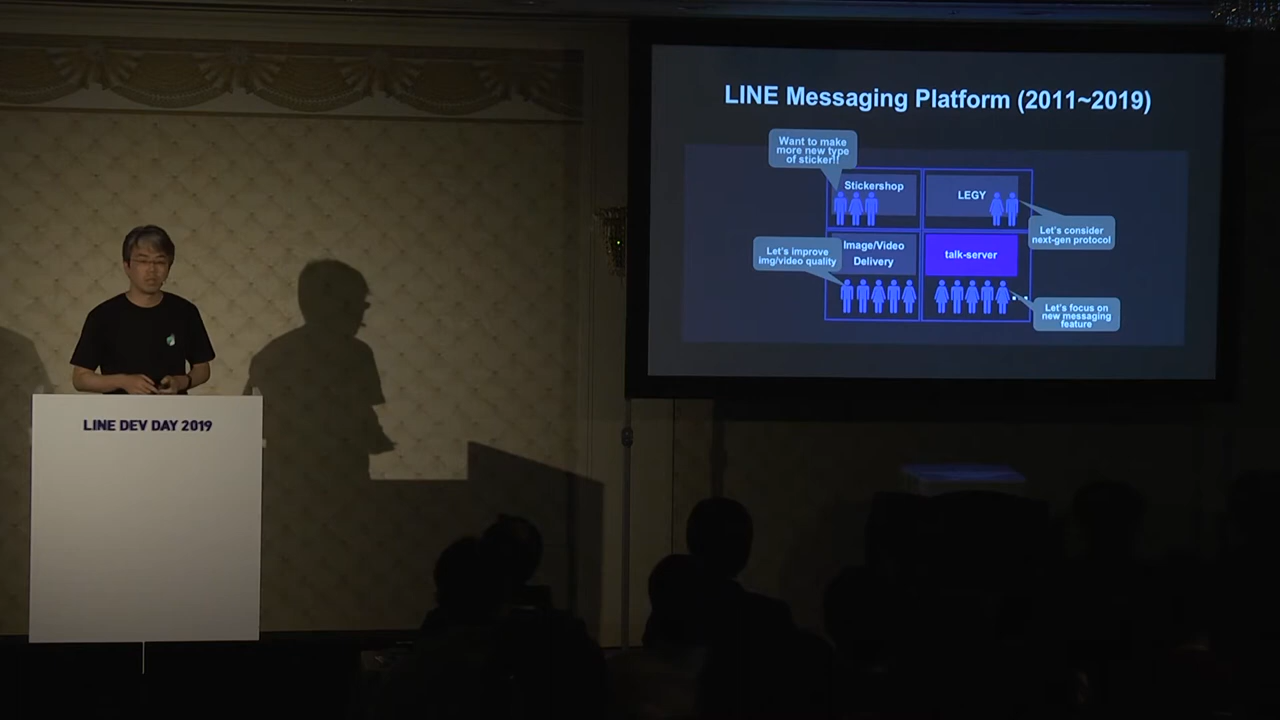 LINE Messaging Platform (2011~2019)
Want to make
more new type
of sticker!!
Stickershop
LEGY
Let's consider
next-gen protocol
Let's improve
img/video quality
Image/Video
Delivery
talk-server
Let's focus on
new messaging
feature
LINE DEV DAY 2019